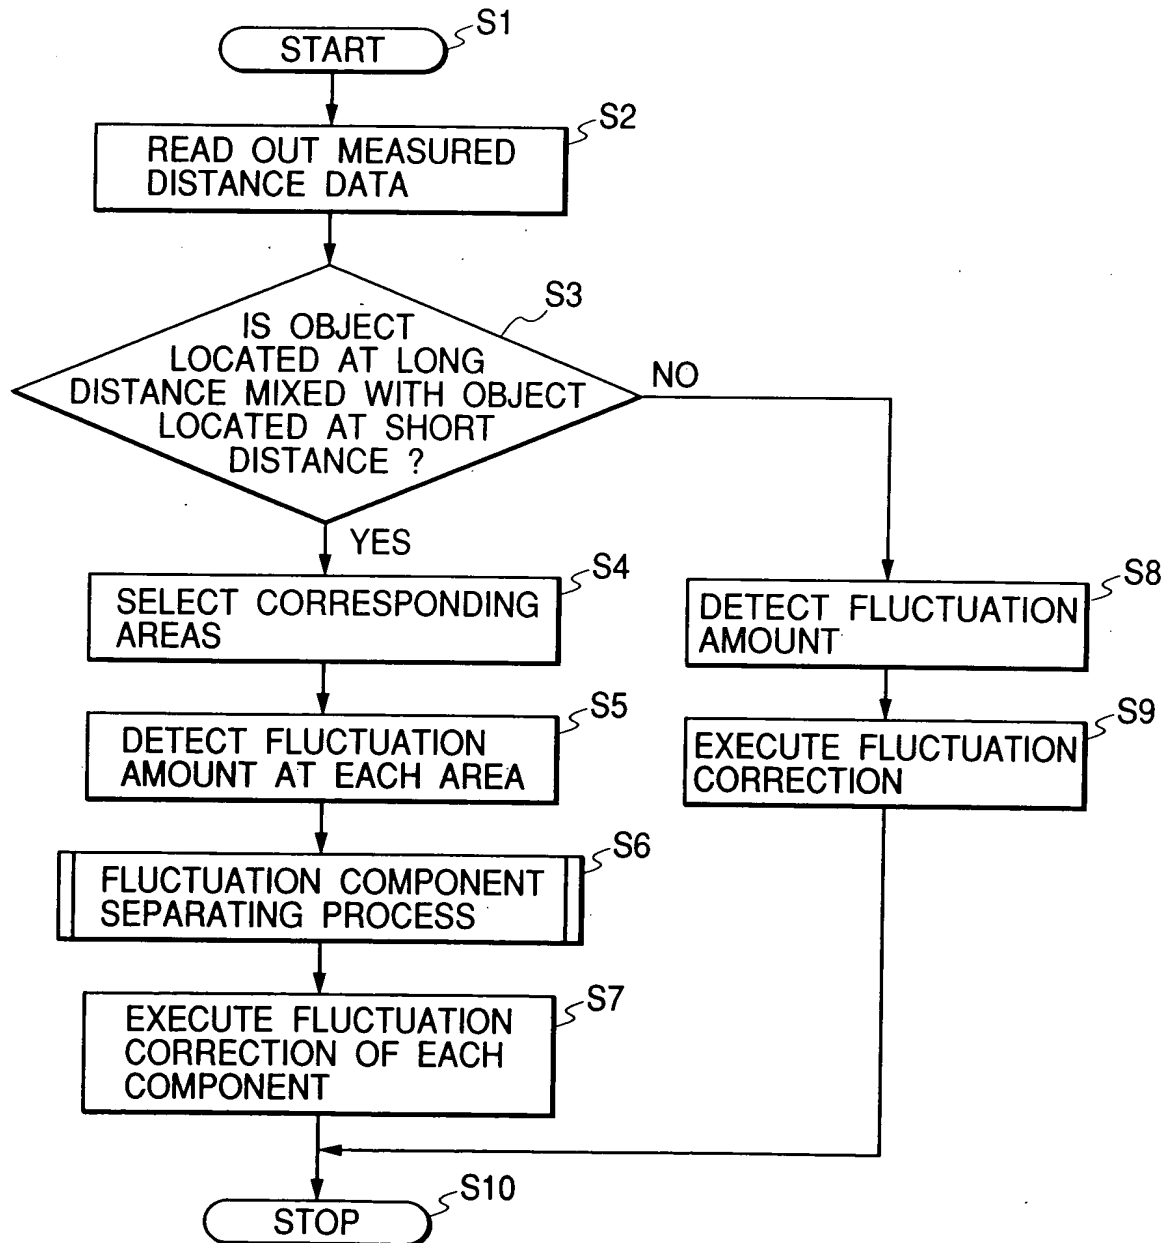 START
S1
READ OUT MEASURED
DISTANCE DATA
S2
IS OBJECT
LOCATED AT LONG
DISTANCE MIXED WITH OBJECT
LOCATED AT SHORT
DISTANCE ?
S3
NO
YES
SELECT CORRESPONDING
AREAS
S4
DETECT FLUCTUATION
AMOUNT AT EACH AREA
S5
FLUCTUATION COMPONENT
SEPARATING PROCESS
S6
EXECUTE FLUCTUATION
CORRECTION OF EACH
COMPONENT
S7
DETECT FLUCTUATION
AMOUNT
S8
EXECUTE FLUCTUATION
CORRECTION
S9
STOP
S10